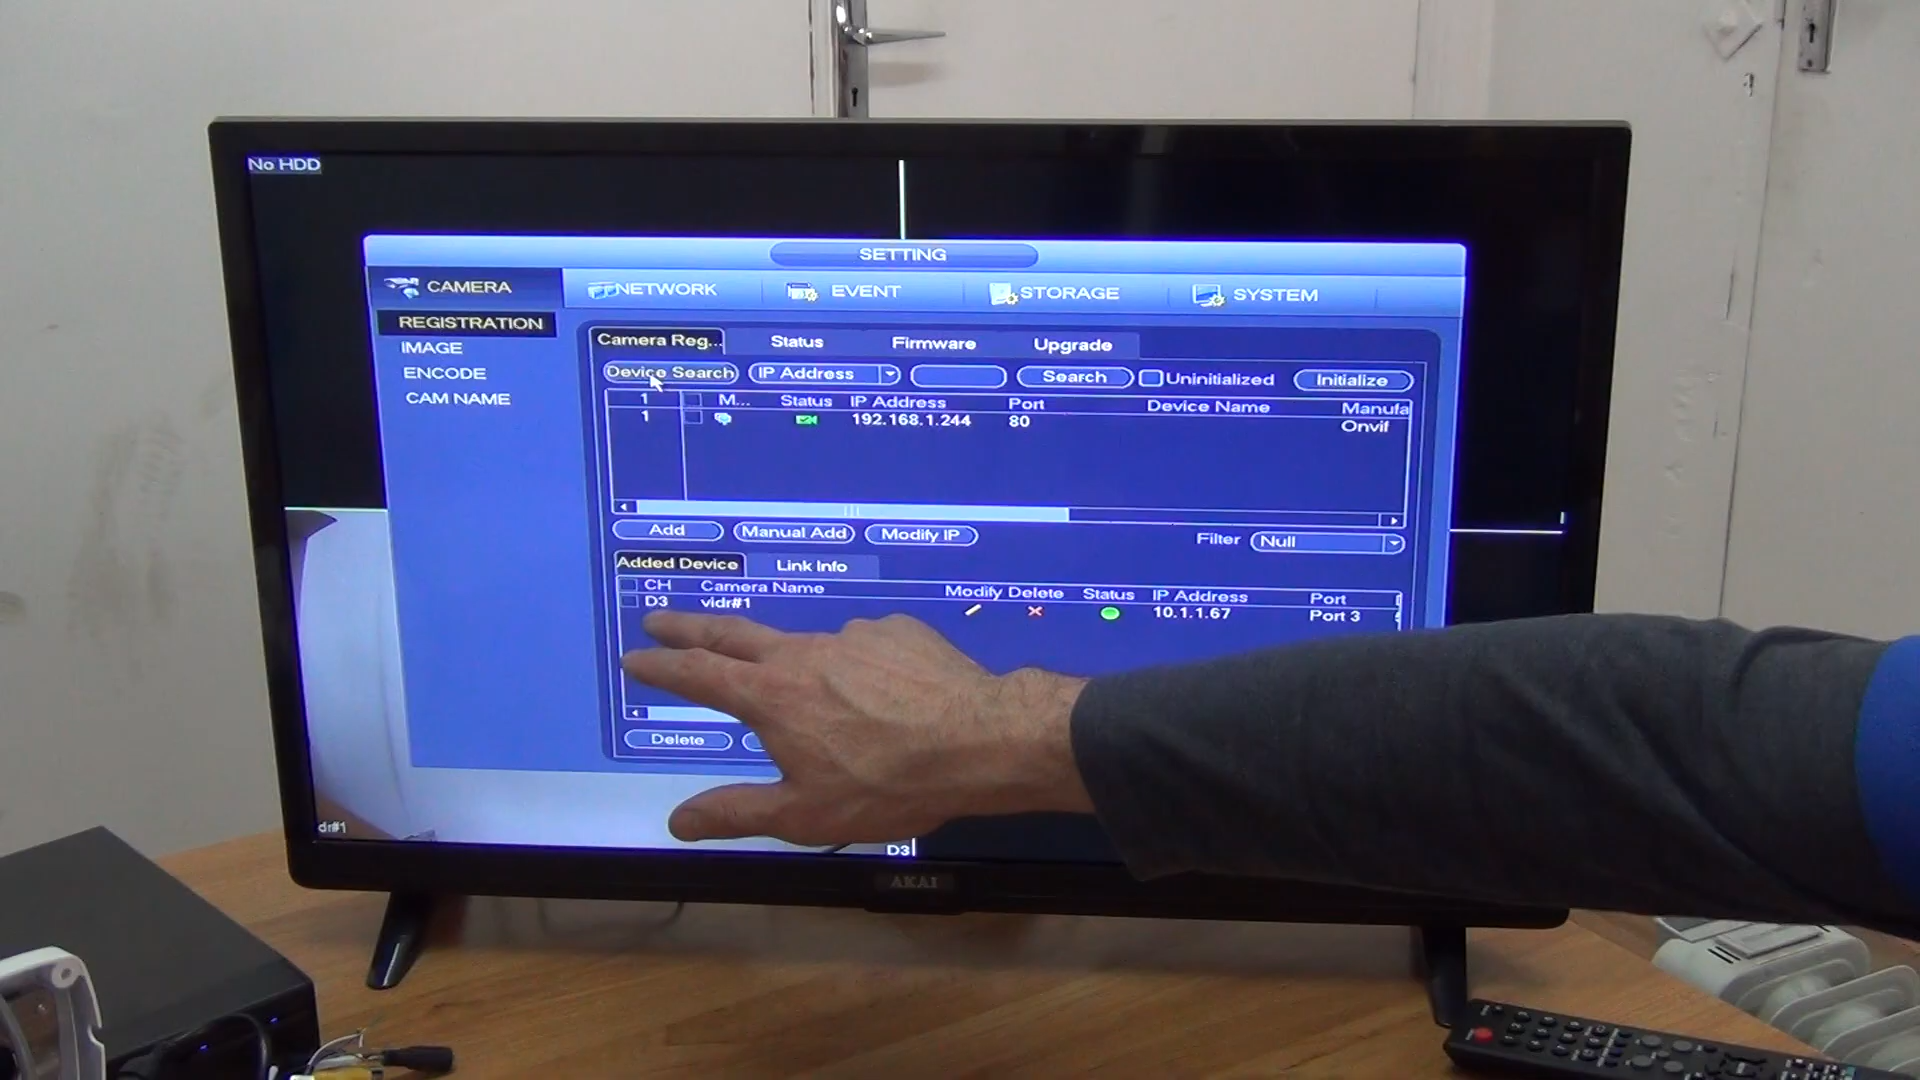 No HDD
SETTING
CAMERA NETWORK EVENT STORAGE SYSTEM
REGISTRATION
IMAGE
ENCODE
CAM NAME
Camera Reg... Status Firmware Upgrade
Device Search IP Address Search Uninitialized Initialize
1 M... Status IP Address Port Device Name Manufa
1 192.168.1.244 80 Onvif
Add Manual Add Modify IP Filter Null
Added Device Link Info
CH Camera Name Modify Delete Status IP Address Port
D3 vidr#1 10.1.1.67 Port 3
Delete
dr#1
D3
AKAI